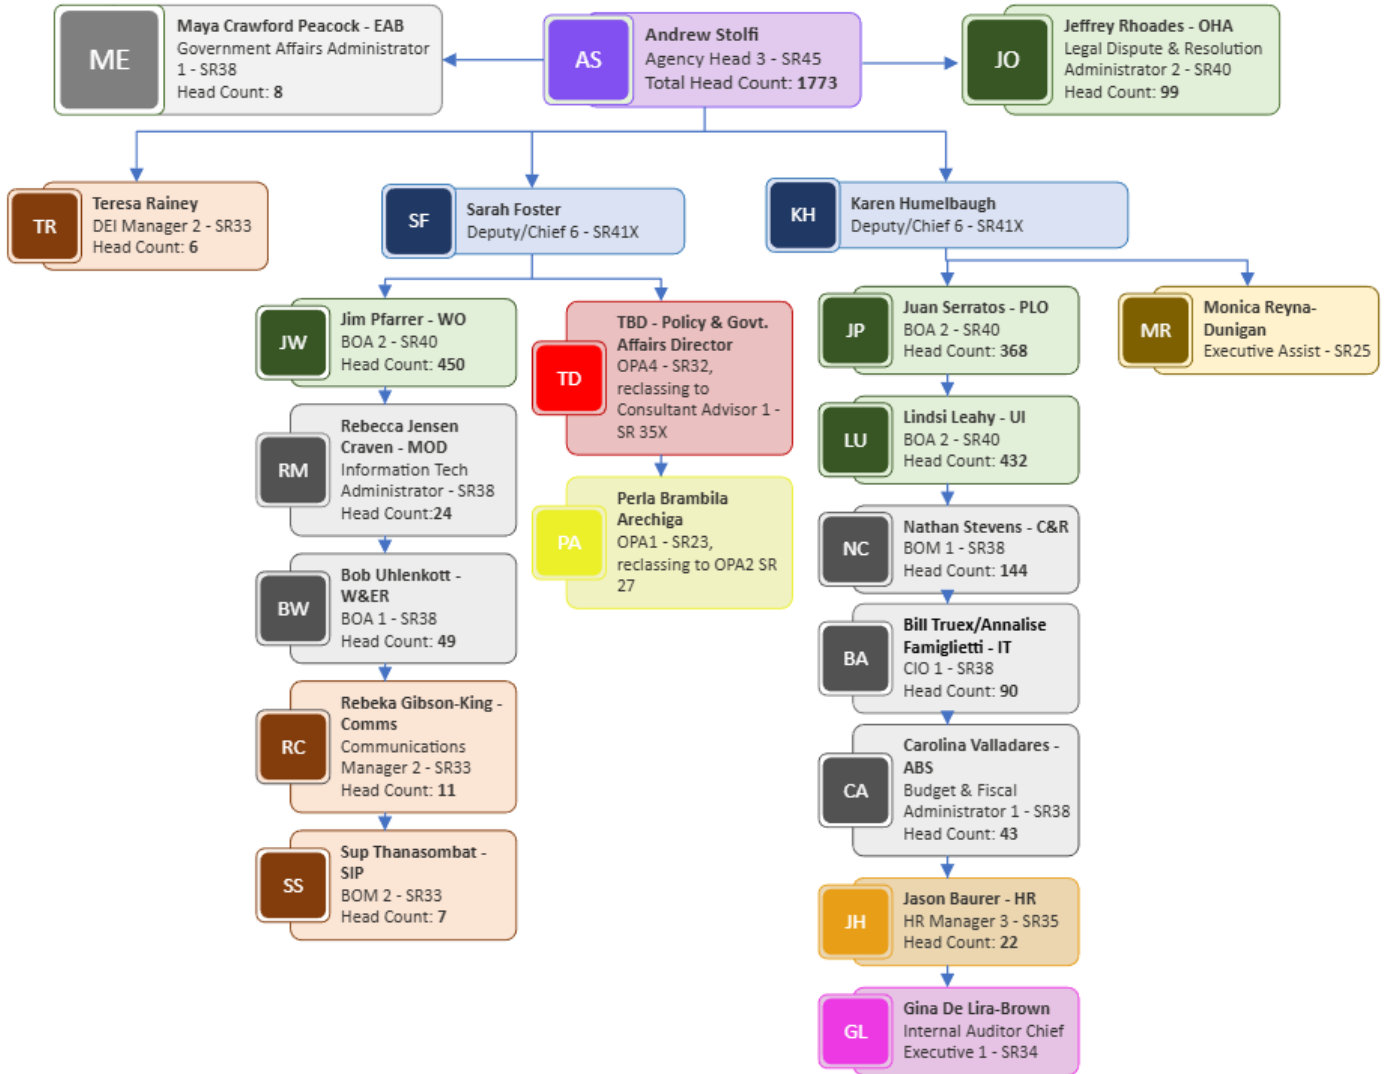 ME
Maya Crawford Peacock - EAB
Government Affairs Administrator
1 - SR38
Head Count: 8
AS
Andrew Stolfi
Agency Head 3 - SR45
Total Head Count: 1773
JO
Jeffrey Rhoades - OHA
Legal Dispute & Resolution
Administrator 2 - SR40
Head Count: 99
TR
Teresa Rainey
DEI Manager 2 - SR33
Head Count: 6
SF
Sarah Foster
Deputy/Chief 6 - SR41X
KH
Karen Humelbaugh
Deputy/Chief 6 - SR41X
JW
Jim Pfarrer - WO
BOA 2 - SR40
Head Count: 450
RM
Rebecca Jensen
Craven - MOD
Information Tech
Administrator - SR38
Head Count:24
BW
Bob Uhlenkott -
W&ER
BOA 1 - SR38
Head Count: 49
RC
Rebeka Gibson-King -
Comms
Communications
Manager 2 - SR33
Head Count: 11
SS
Sup Thanasombat -
SIP
BOM 2 - SR33
Head Count: 7
TD
TBD - Policy & Govt.
Affairs Director
OPA4 - SR32,
reclassing to
Consultant Advisor 1 -
SR 35X
PA
Perla Brambila
Arechiga
OPA1 - SR23,
reclassing to OPA2 SR
27
JP
Juan Serratos - PLO
BOA 2 - SR40
Head Count: 368
LU
Lindsi Leahy - UI
BOA 2 - SR40
Head Count: 432
NC
Nathan Stevens - C&R
BOM 1 - SR38
Head Count: 144
BA
Bill Truex/Annalise
Famiglietti - IT
CIO 1 - SR38
Head Count: 90
CA
Carolina Valladares -
ABS
Budget & Fiscal
Administrator 1 - SR38
Head Count: 43
JH
Jason Baurer - HR
HR Manager 3 - SR35
Head Count: 22
GL
Gina De Lira-Brown
Internal Auditor Chief
Executive 1 - SR34
MR
Monica Reyna-
Dunigan
Executive Assist - SR25